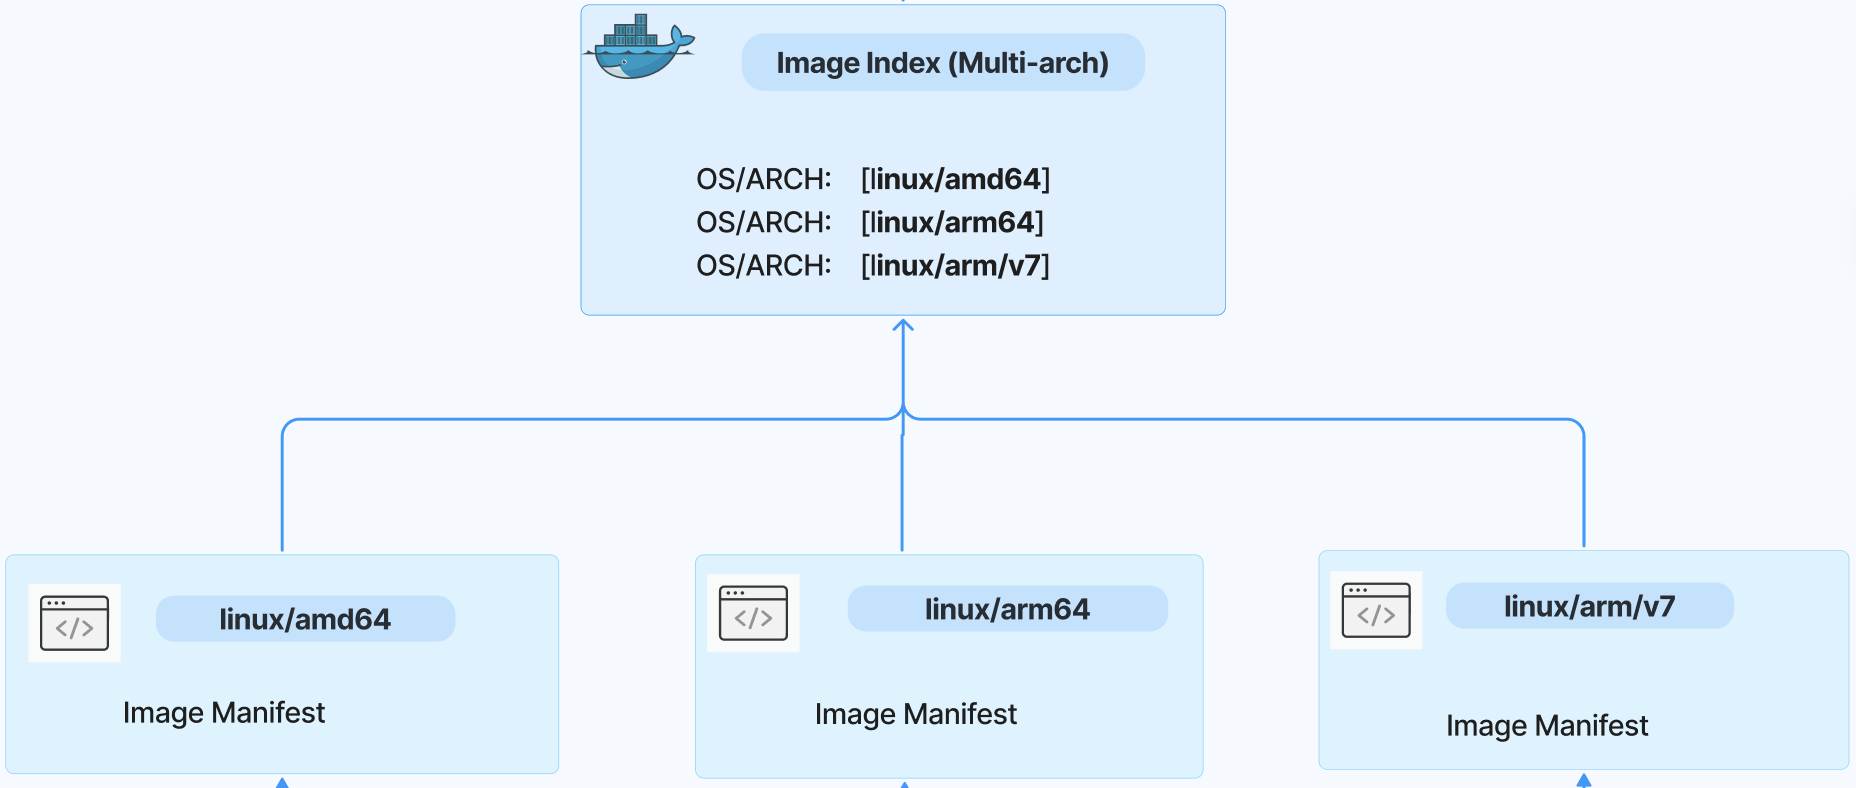 Image Index (Multi-arch)
OS/ARCH: [linux/amd64]
OS/ARCH: [linux/arm64]
OS/ARCH: [linux/arm/v7]
linux/amd64
Image Manifest
linux/arm64
Image Manifest
linux/arm/v7
Image Manifest